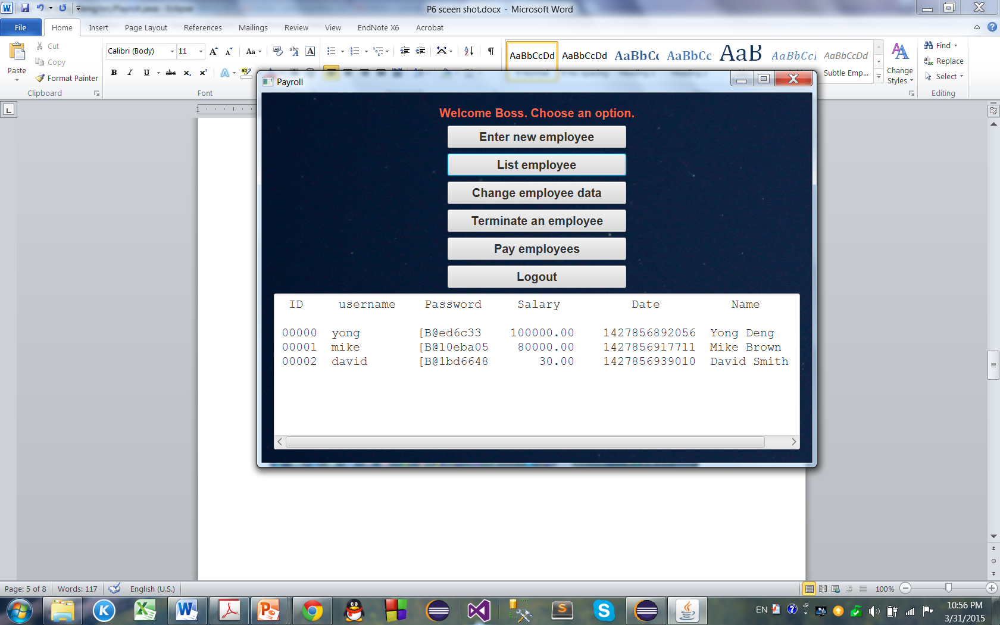 P6 sceen shot.docx - Microsoft Word
File Home Insert Page Layout References Mailings Review View EndNote X6 Acrobat
Paste
Cut
Copy
Format Painter
Clipboard
Calibri (Body) 11
Font
AaBbCcDd AaBbCcDd AaBbCc AaBbCc AaB AaBbCcI AaBbCcDd
Subtle Emp...
Change Styles
Find
Replace
Select
Editing
Payroll
Welcome Boss. Choose an option.
Enter new employee
List employee
Change employee data
Terminate an employee
Pay employees
Logout
ID username Password Salary Date Name
00000 yong [B@ed6c33 100000.00 1427856892056 Yong Deng
00001 mike [B@10eba05 80000.00 1427856917711 Mike Brown
00002 david [B@1bd6648 30.00 1427856939010 David Smith
Page: 5 of 8 Words: 117 English (U.S.) 100%
EN
10:56 PM
3/31/2015